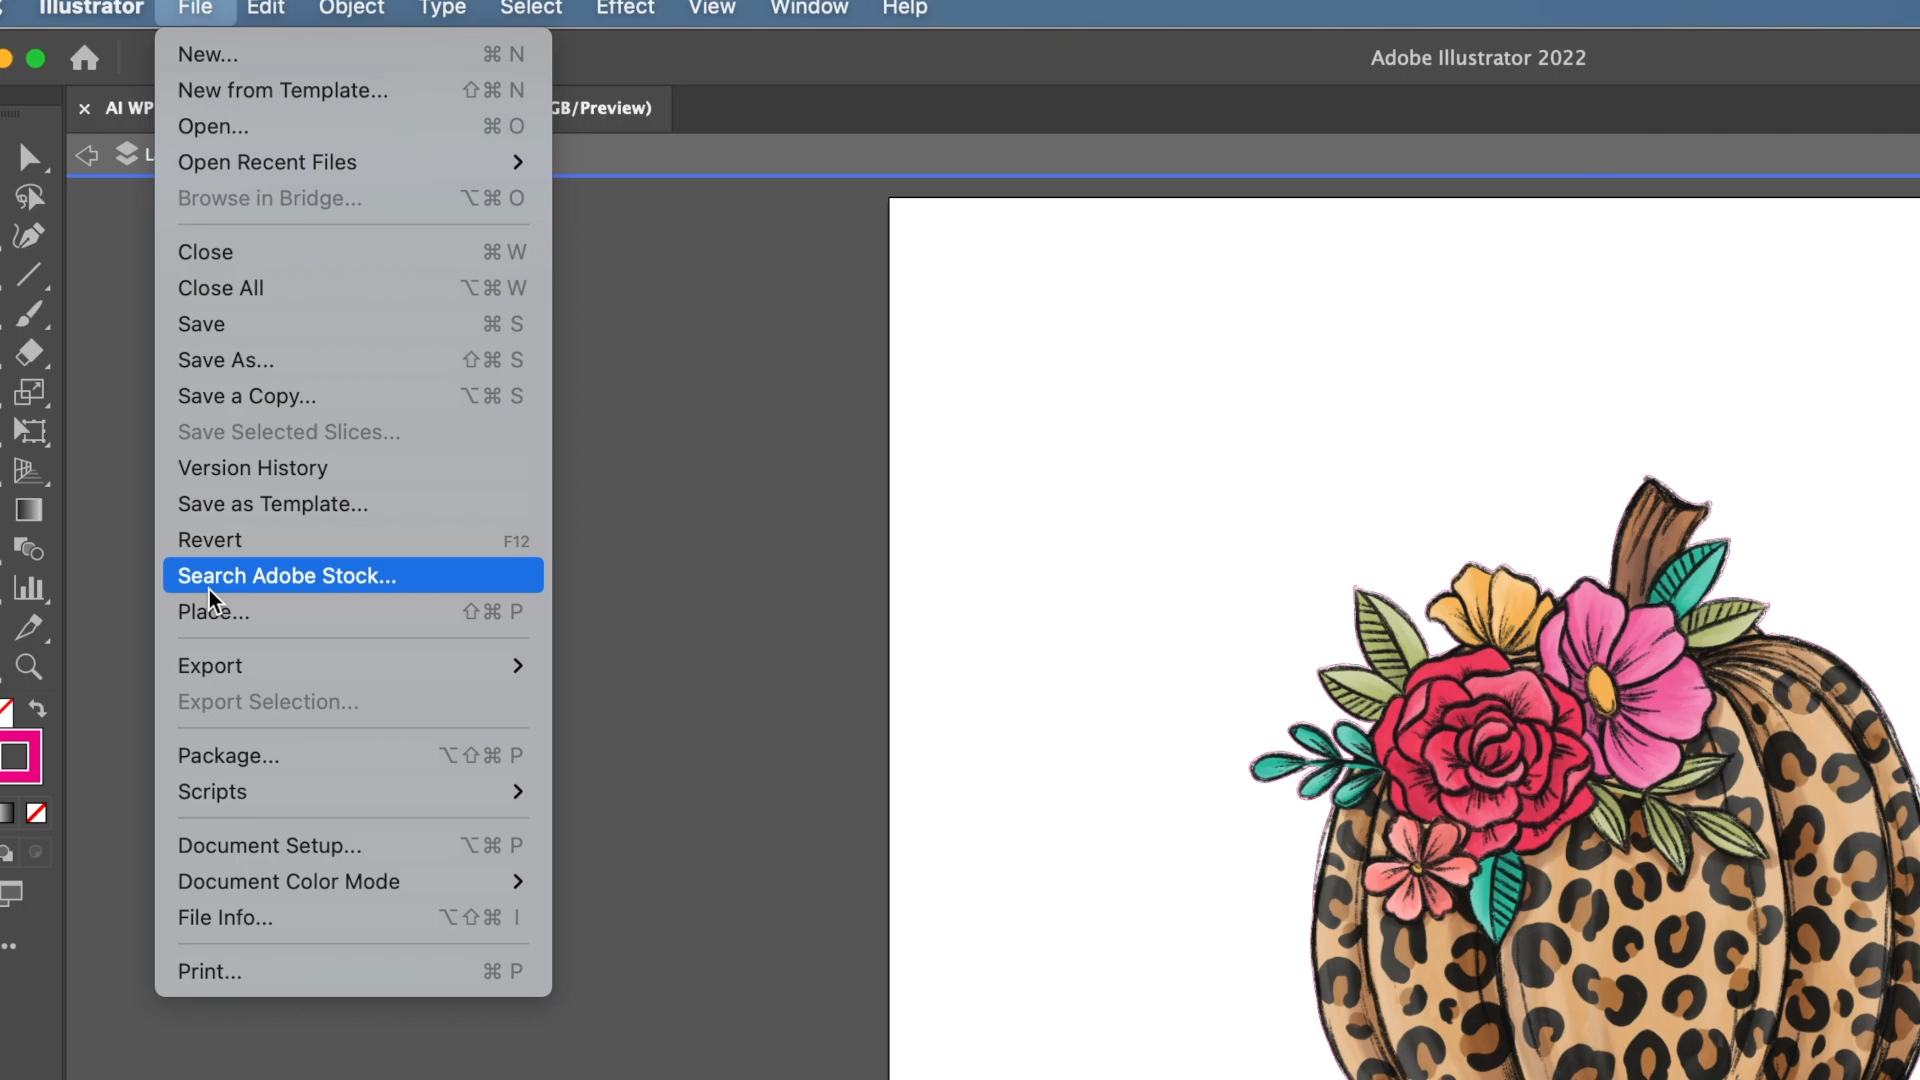 Illustrator File Edit Object Type Select Effect View Window Help
Adobe Illustrator 2022
× AI WP GB/Preview)
L
New... ⌘ N
New from Template... ⇧⌘ N
Open... ⌘ O
Open Recent Files >
Browse in Bridge... ⌥⌘ O
Close ⌘ W
Close All ⌥⌘ W
Save ⌘ S
Save As... ⇧⌘ S
Save a Copy... ⌥⌘ S
Save Selected Slices...
Version History
Save as Template...
Revert F12
Search Adobe Stock...
Place... ⇧⌘ P
Export >
Export Selection...
Package... ⌥⇧⌘ P
Scripts >
Document Setup... ⌥⌘ P
Document Color Mode >
File Info... ⌥⇧⌘ I
Print... ⌘ P